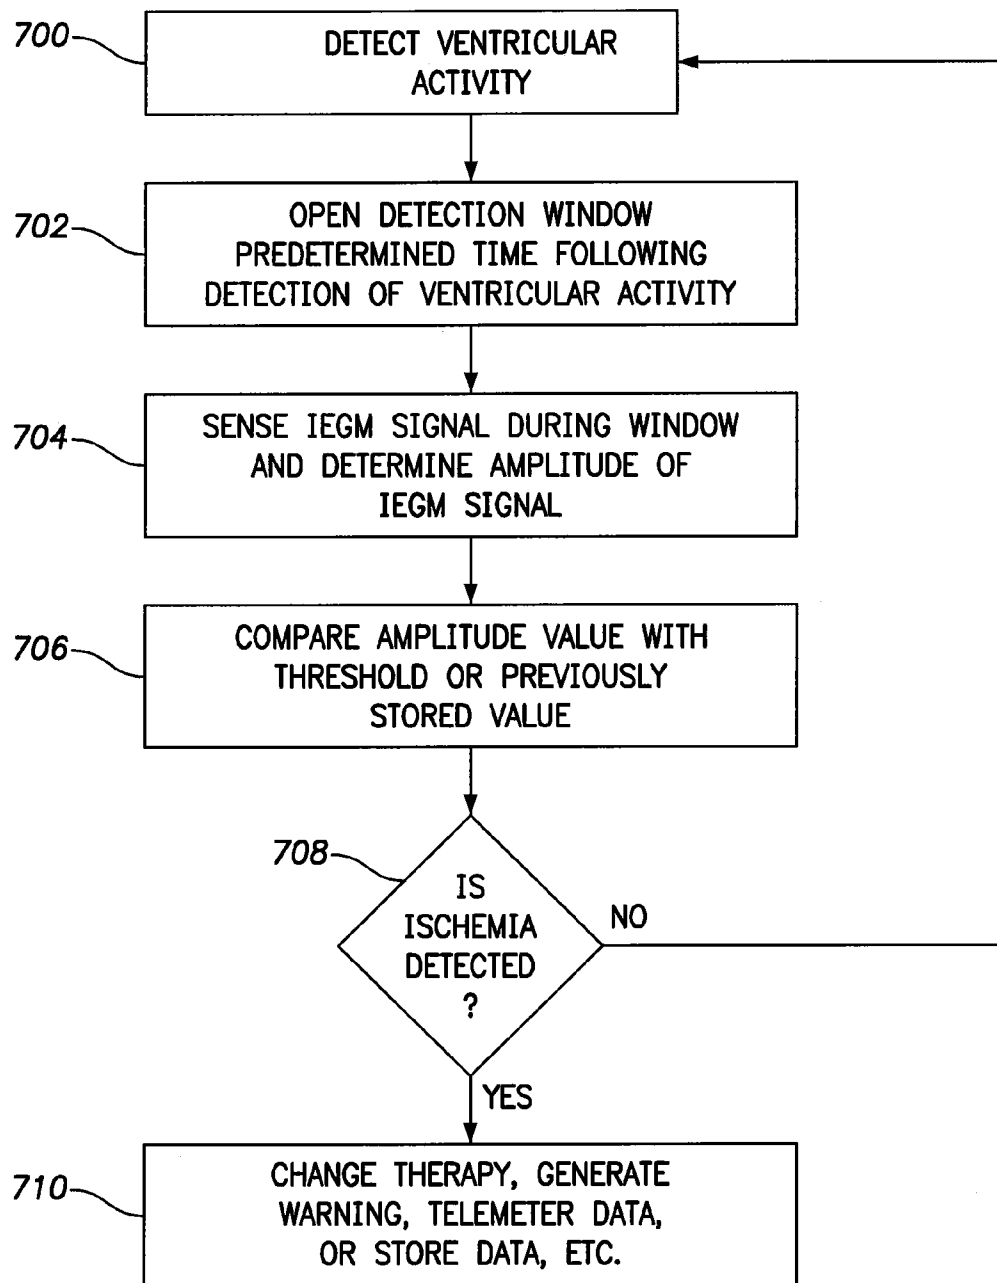 700
DETECT VENTRICULAR
ACTIVITY
702
OPEN DETECTION WINDOW
PREDETERMINED TIME FOLLOWING
DETECTION OF VENTRICULAR ACTIVITY
704
SENSE IEGM SIGNAL DURING WINDOW
AND DETERMINE AMPLITUDE OF
IEGM SIGNAL
706
COMPARE AMPLITUDE VALUE WITH
THRESHOLD OR PREVIOUSLY
STORED VALUE
708
IS
ISCHEMIA
DETECTED
?
NO
YES
710
CHANGE THERAPY, GENERATE
WARNING, TELEMETER DATA,
OR STORE DATA, ETC.